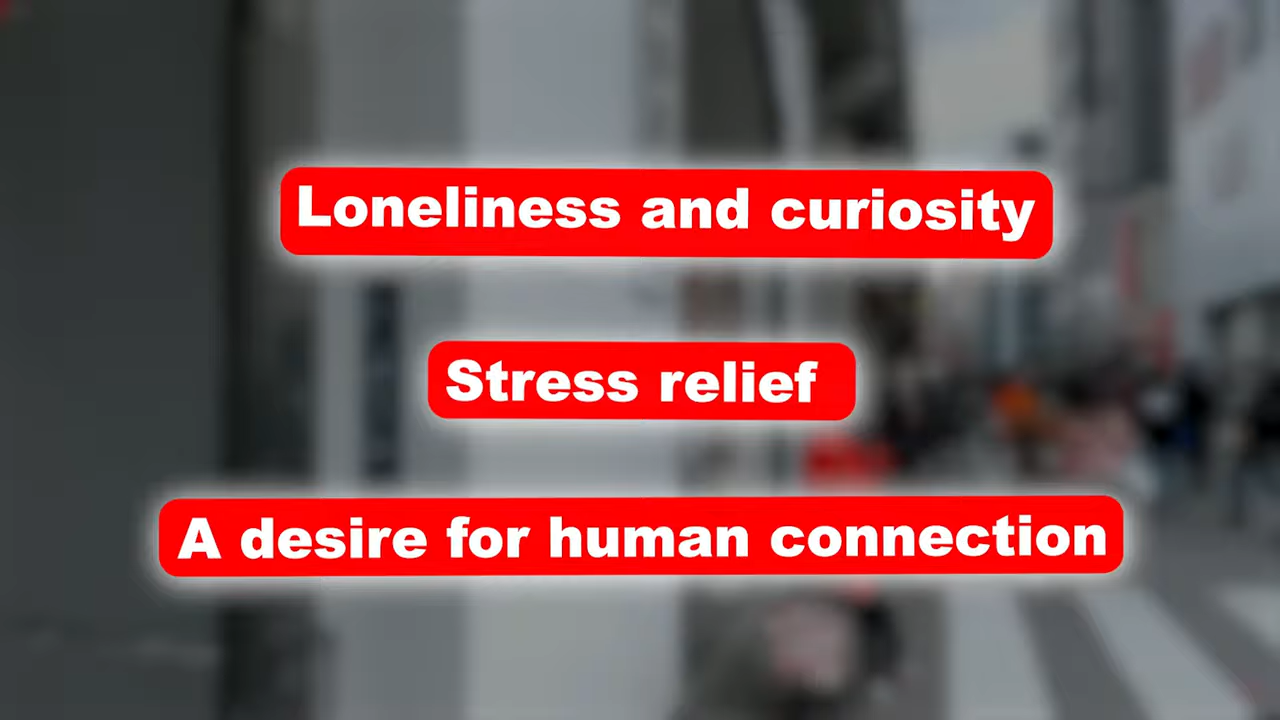 Loneliness and curiosity
Stress relief
A desire for human connection